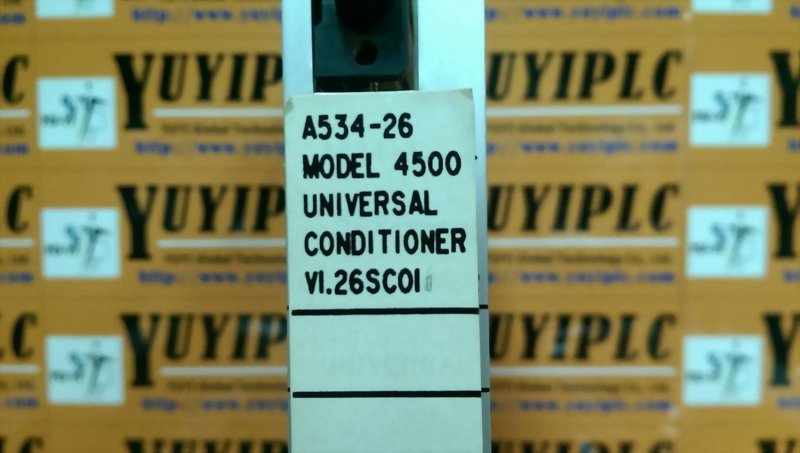 A534-26
MODEL 4500
UNIVERSAL
CONDITIONER
V1.26SC01
YUYIPLC
YUYIPLC
YUYIPLC
YUYIPLC
YUYIPLC
YUYIPLC